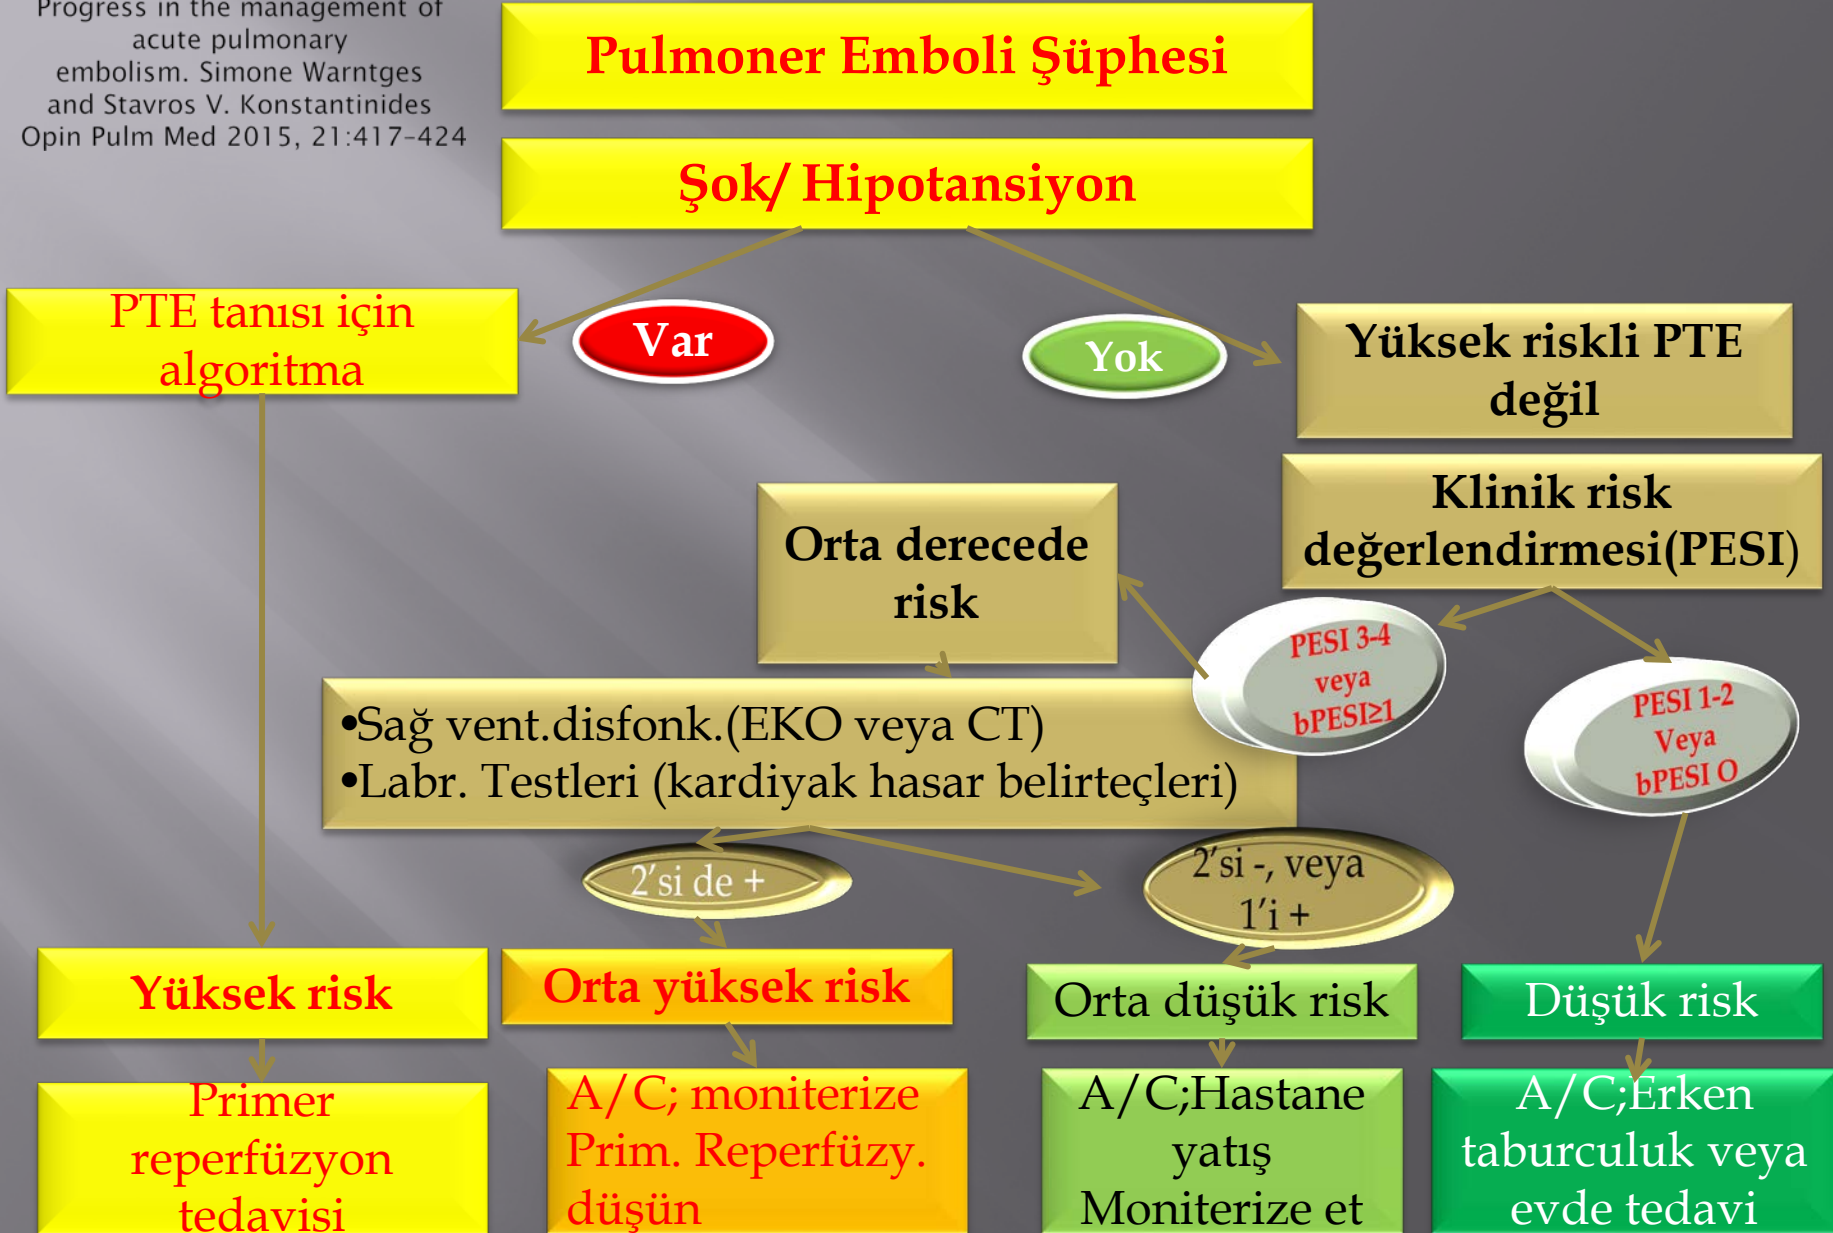 Progress in the management of
acute pulmonary
embolism. Simone Warntges
and Stavros V. Konstantinides
Opin Pulm Med 2015, 21:417–424
Pulmoner Emboli Şüphesi
Şok/ Hipotansiyon
PTE tanısı için
algoritma
Var
Yok
Yüksek riskli PTE
değil
Klinik risk
değerlendirmesi(PESI)
Orta derecede
risk
PESI 3-4
veya
bPESI≥1
PESI 1-2
Veya
bPESI O
•Sağ vent.disfonk.(EKO veya CT)
•Labr. Testleri (kardiyak hasar belirteçleri)
2’si de +
2’si -, veya
1’i +
Yüksek risk
Orta yüksek risk
Orta düşük risk
Düşük risk
Primer
reperfüzyon
tedavisi
A/C; moniterize
Prim. Reperfüzy.
düşün
A/C;Hastane
yatış
Moniterize et
A/C;Erken
taburculuk veya
evde tedavi